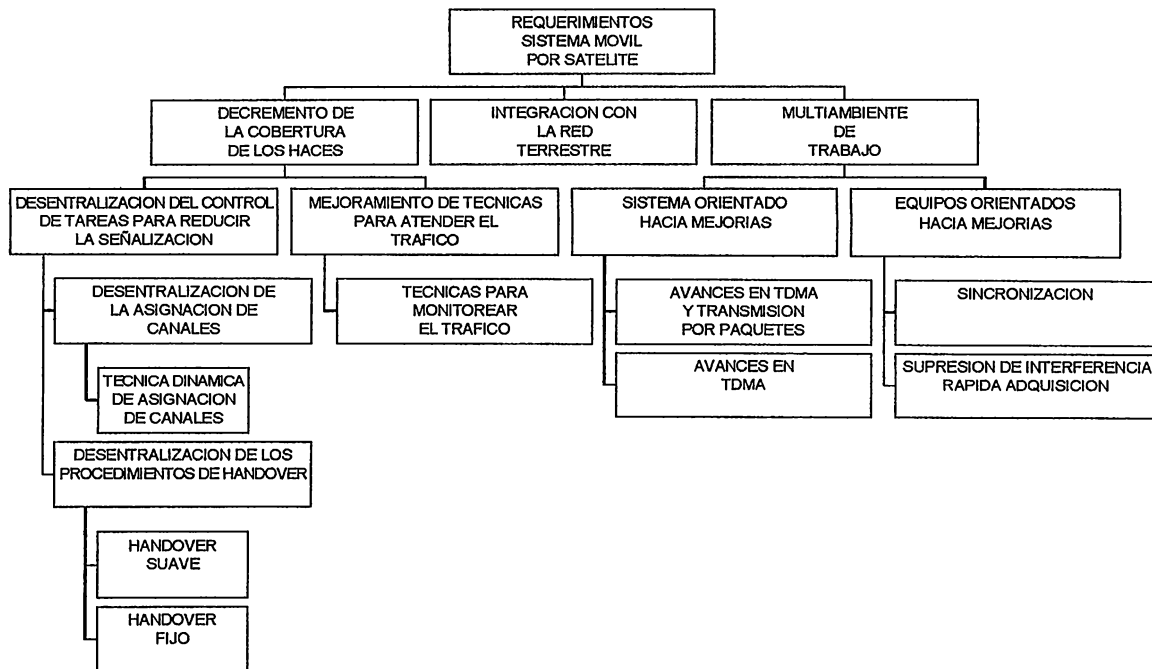 REQUERIMIENTOS
SISTEMA MOVIL
POR SATELITE
DECREMENTO DE
LA COBERTURA
DE LOS HACES
INTEGRACION CON
LA RED
TERRESTRE
MULTIAMBIENTE
DE
TRABAJO
DESENTRALIZACION DEL CONTROL
DE TAREAS PARA REDUCIR
LA SEÑALIZACION
MEJORAMIENTO DE TECNICAS
PARA ATENDER EL
TRAFICO
SISTEMA ORIENTADO
HACIA MEJORIAS
EQUIPOS ORIENTADOS
HACIA MEJORIAS
DESENTRALIZACION DE
LA ASIGNACION DE
CANALES
TECNICAS PARA
MONITOREAR
EL TRAFICO
AVANCES EN TDMA
Y TRANSMISION
POR PAQUETES
SINCRONIZACION
TECNICA DINAMICA
DE ASIGNACION
DE CANALES
AVANCES EN
TDMA
SUPRESION DE INTERFERENCIA
RAPIDA ADQUISICION
DESENTRALIZACION DE LOS
PROCEDIMIENTOS DE HANDOVER
HANDOVER
SUAVE
HANDOVER
FIJO